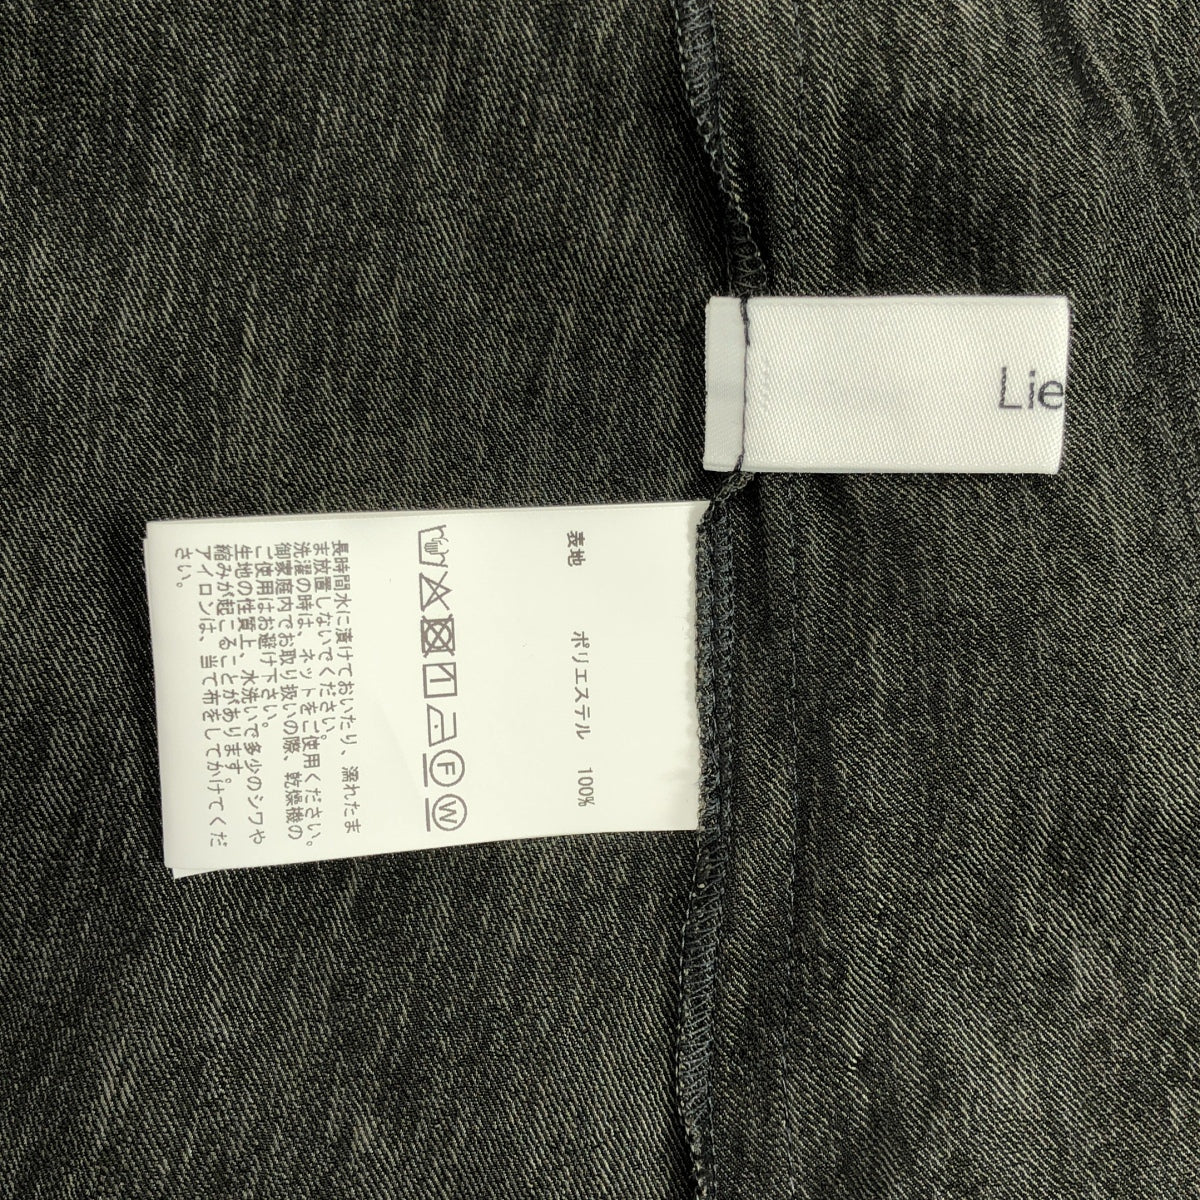 表地 ポリエステル 100%
長時間水に漬けておいたり、濡れたま
ま放置しないでください。
洗濯の時は、ネットをご使用ください。
御家庭内でお取り扱いの際、乾燥機の
ご使用はお避け下さい。
生地の性質上、水洗いで多少のシワや
縮みが起こることがあります。
アイロンは、当て布をしてかけてくだ
さい。
F
W
Lie